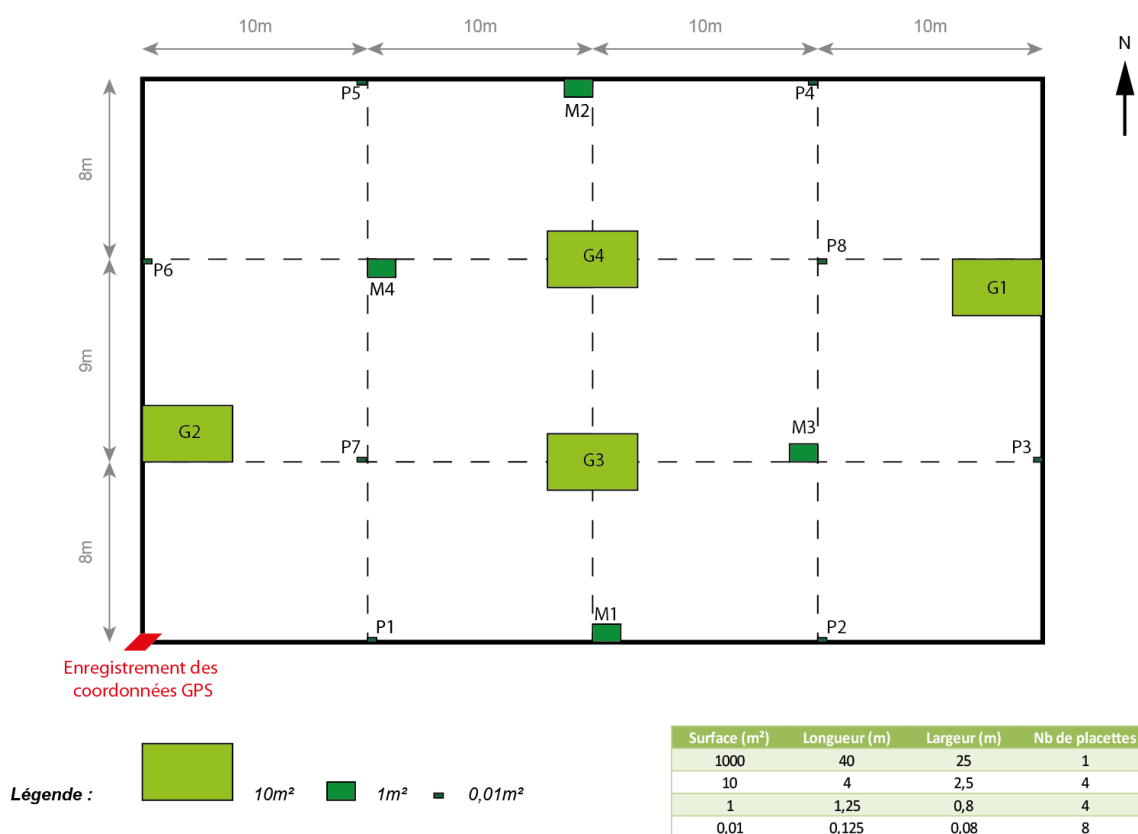 10m 10m 10m 10m
N
P5 M2 P4
8m
G4 P8
P6 M4 G1
9m
G2 P7 G3 M3 P3
8m
P1 M1 P2
Enregistrement des
coordonnées GPS
Légende : 10m² 1m² 0,01m²
Surface (m²) Longueur (m) Largeur (m) Nb de placettes
1000 40 25 1
10 4 2,5 4
1 1,25 0,8 4
0,01 0,125 0,08 8